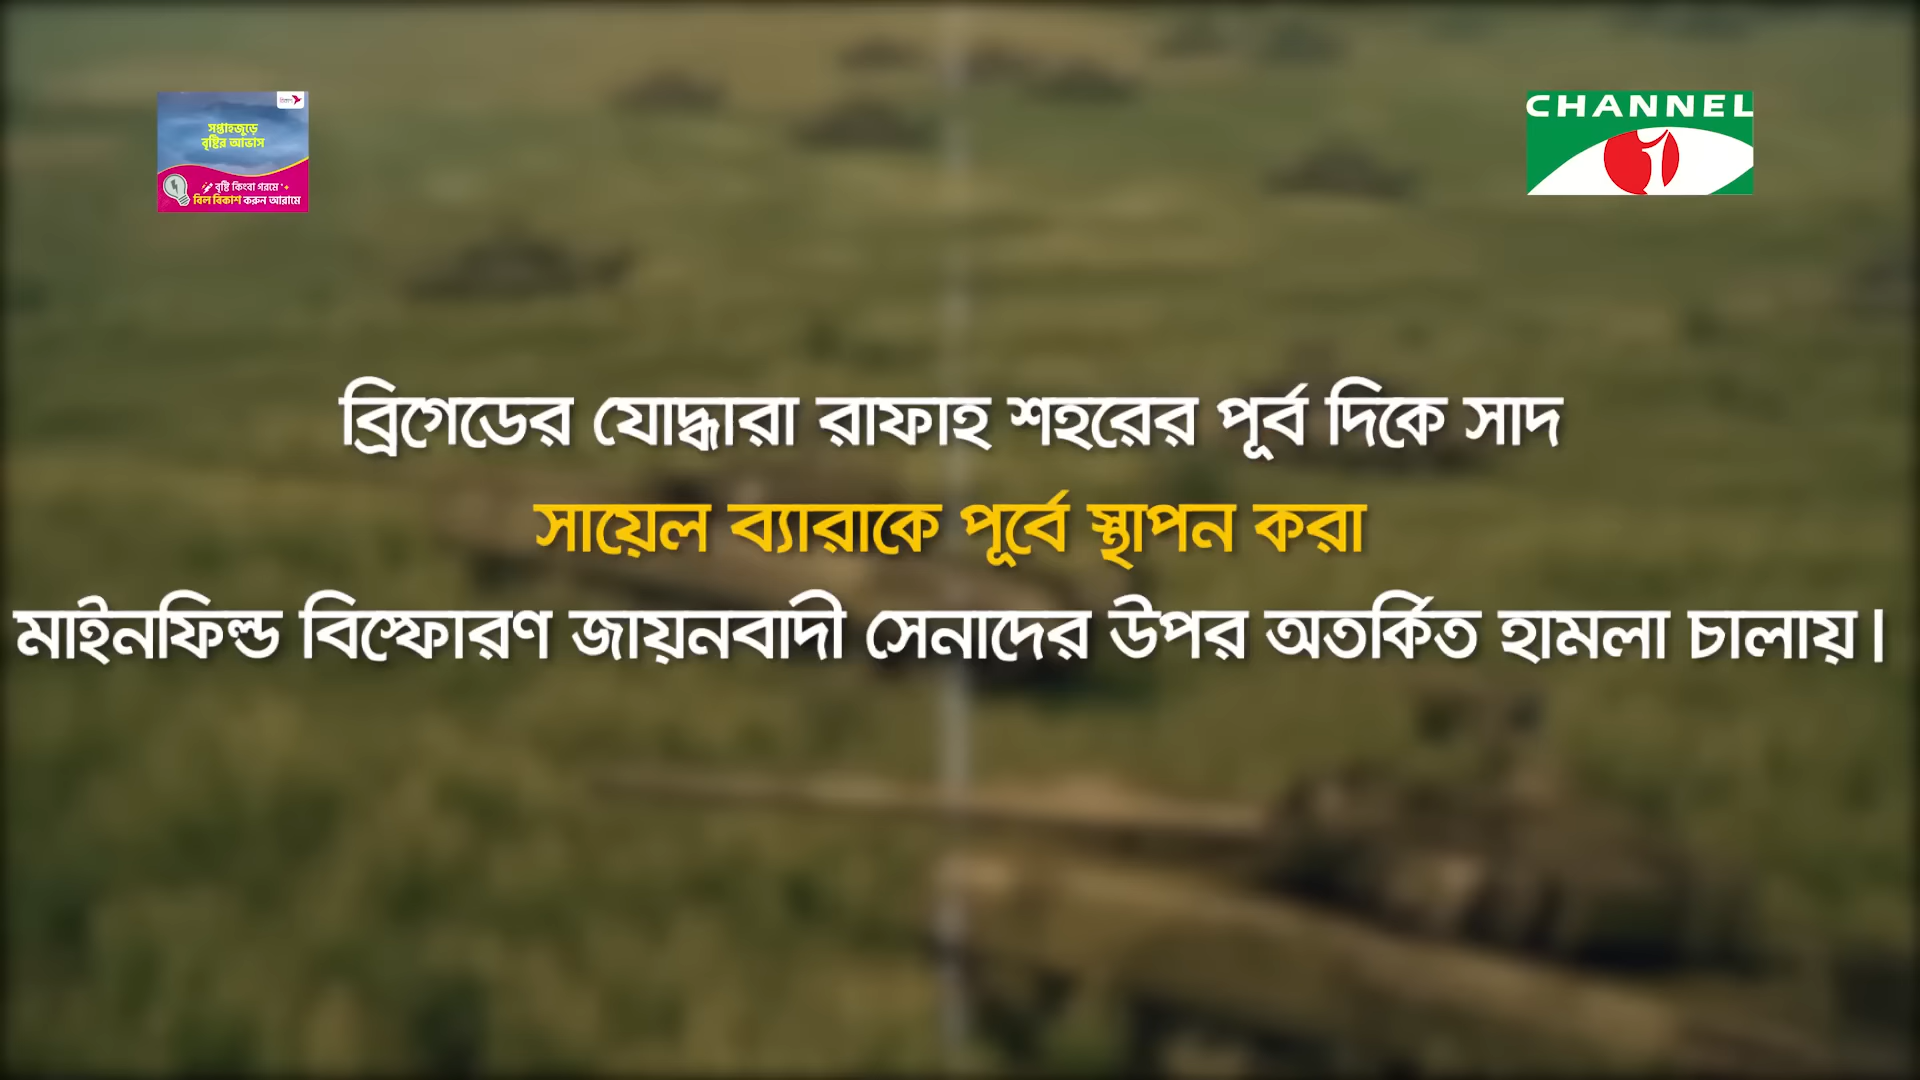 সপ্তাহজুড়ে
বৃষ্টির আভাস
বৃষ্টি কিংবা গরমে
বিল বিকাশ করুন আরামে
CHANNEL
i
ব্রিগেডের যোদ্ধারা রাফাহ শহরের পূর্ব দিকে সাদ
সায়েল ব্যারাকে পূর্বে স্থাপন করা
মাইনফিল্ড বিস্ফোরণ জায়নবাদী সেনাদের উপর অতর্কিত হামলা চালায়।